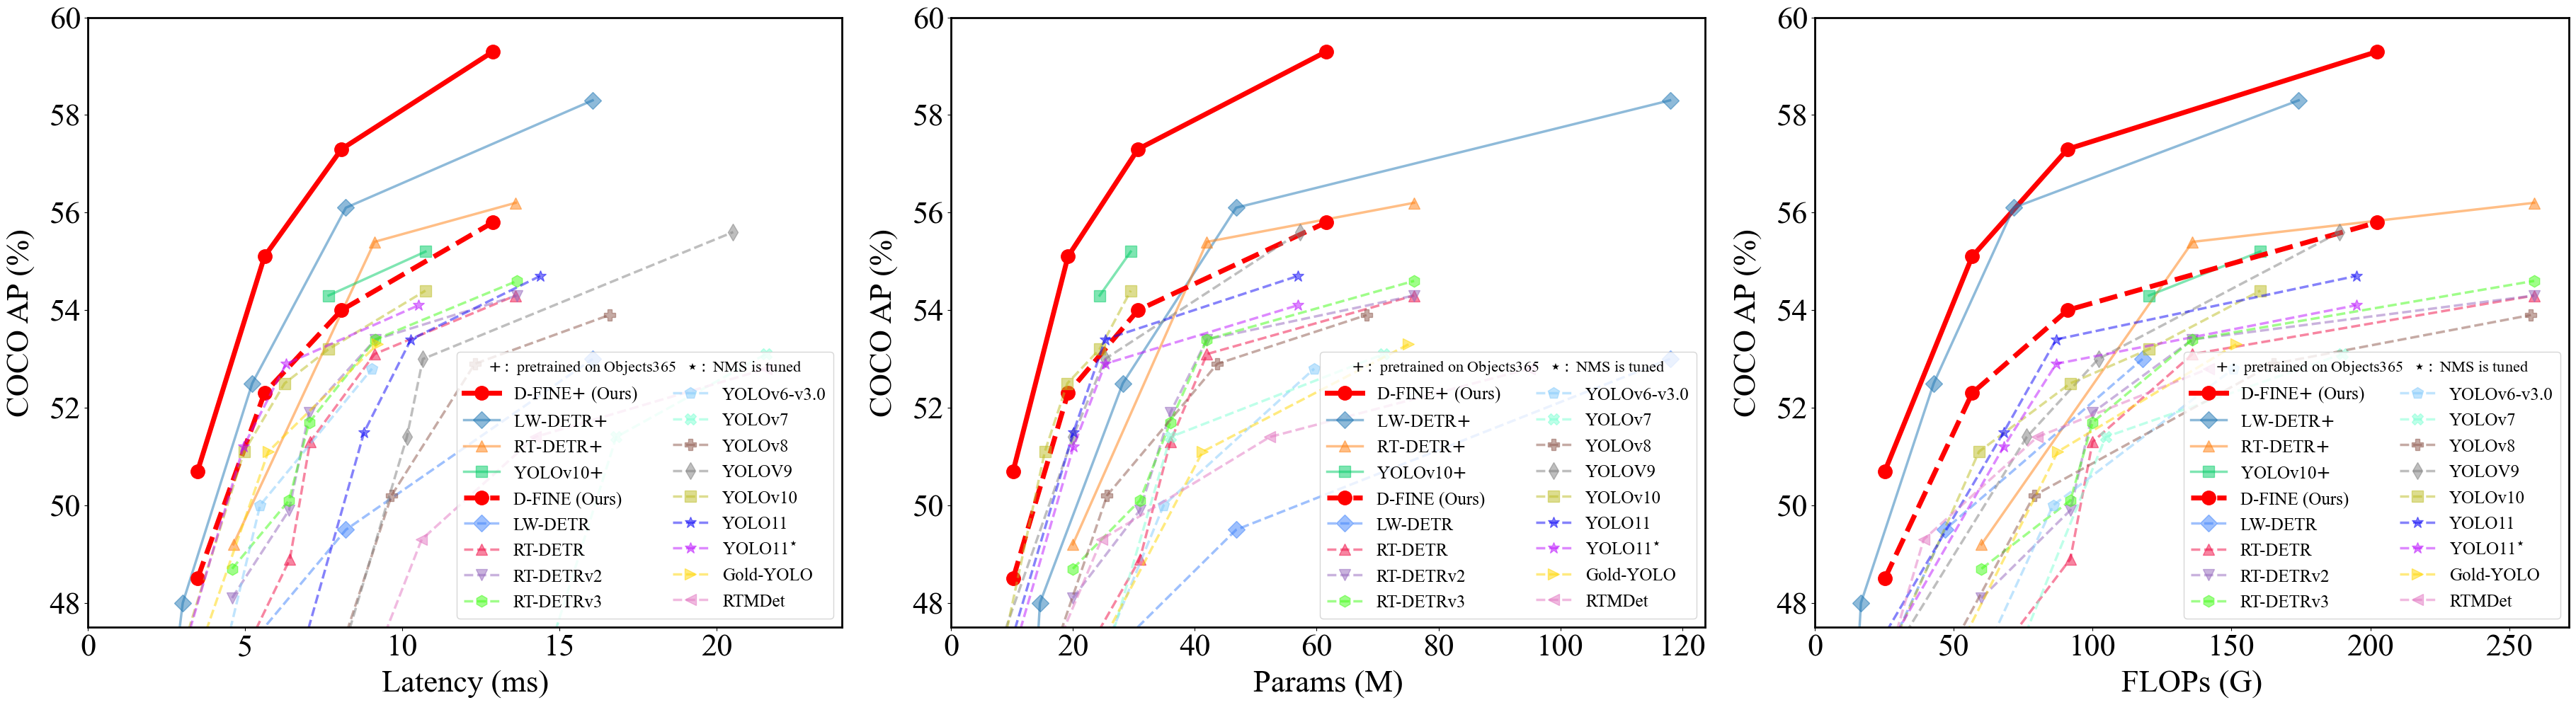 60
58
56
54
52
50
48
COCO AP (%)
0 5 10 15 20
Latency (ms)
+ : pretrained on Objects365 ⋆ : NMS is tuned
D-FINE+ (Ours)
LW-DETR+
RT-DETR+
YOLOv10+
D-FINE (Ours)
LW-DETR
RT-DETR
RT-DETRv2
RT-DETRv3
YOLOv6-v3.0
YOLOv7
YOLOv8
YOLOV9
YOLOv10
YOLO11
YOLO11⋆
Gold-YOLO
RTMDet
60
58
56
54
52
50
48
COCO AP (%)
0 20 40 60 80 100 120
Params (M)
+ : pretrained on Objects365 ⋆ : NMS is tuned
D-FINE+ (Ours)
LW-DETR+
RT-DETR+
YOLOv10+
D-FINE (Ours)
LW-DETR
RT-DETR
RT-DETRv2
RT-DETRv3
YOLOv6-v3.0
YOLOv7
YOLOv8
YOLOV9
YOLOv10
YOLO11
YOLO11⋆
Gold-YOLO
RTMDet
60
58
56
54
52
50
48
COCO AP (%)
0 50 100 150 200 250
FLOPs (G)
+ : pretrained on Objects365 ⋆ : NMS is tuned
D-FINE+ (Ours)
LW-DETR+
RT-DETR+
YOLOv10+
D-FINE (Ours)
LW-DETR
RT-DETR
RT-DETRv2
RT-DETRv3
YOLOv6-v3.0
YOLOv7
YOLOv8
YOLOV9
YOLOv10
YOLO11
YOLO11⋆
Gold-YOLO
RTMDet